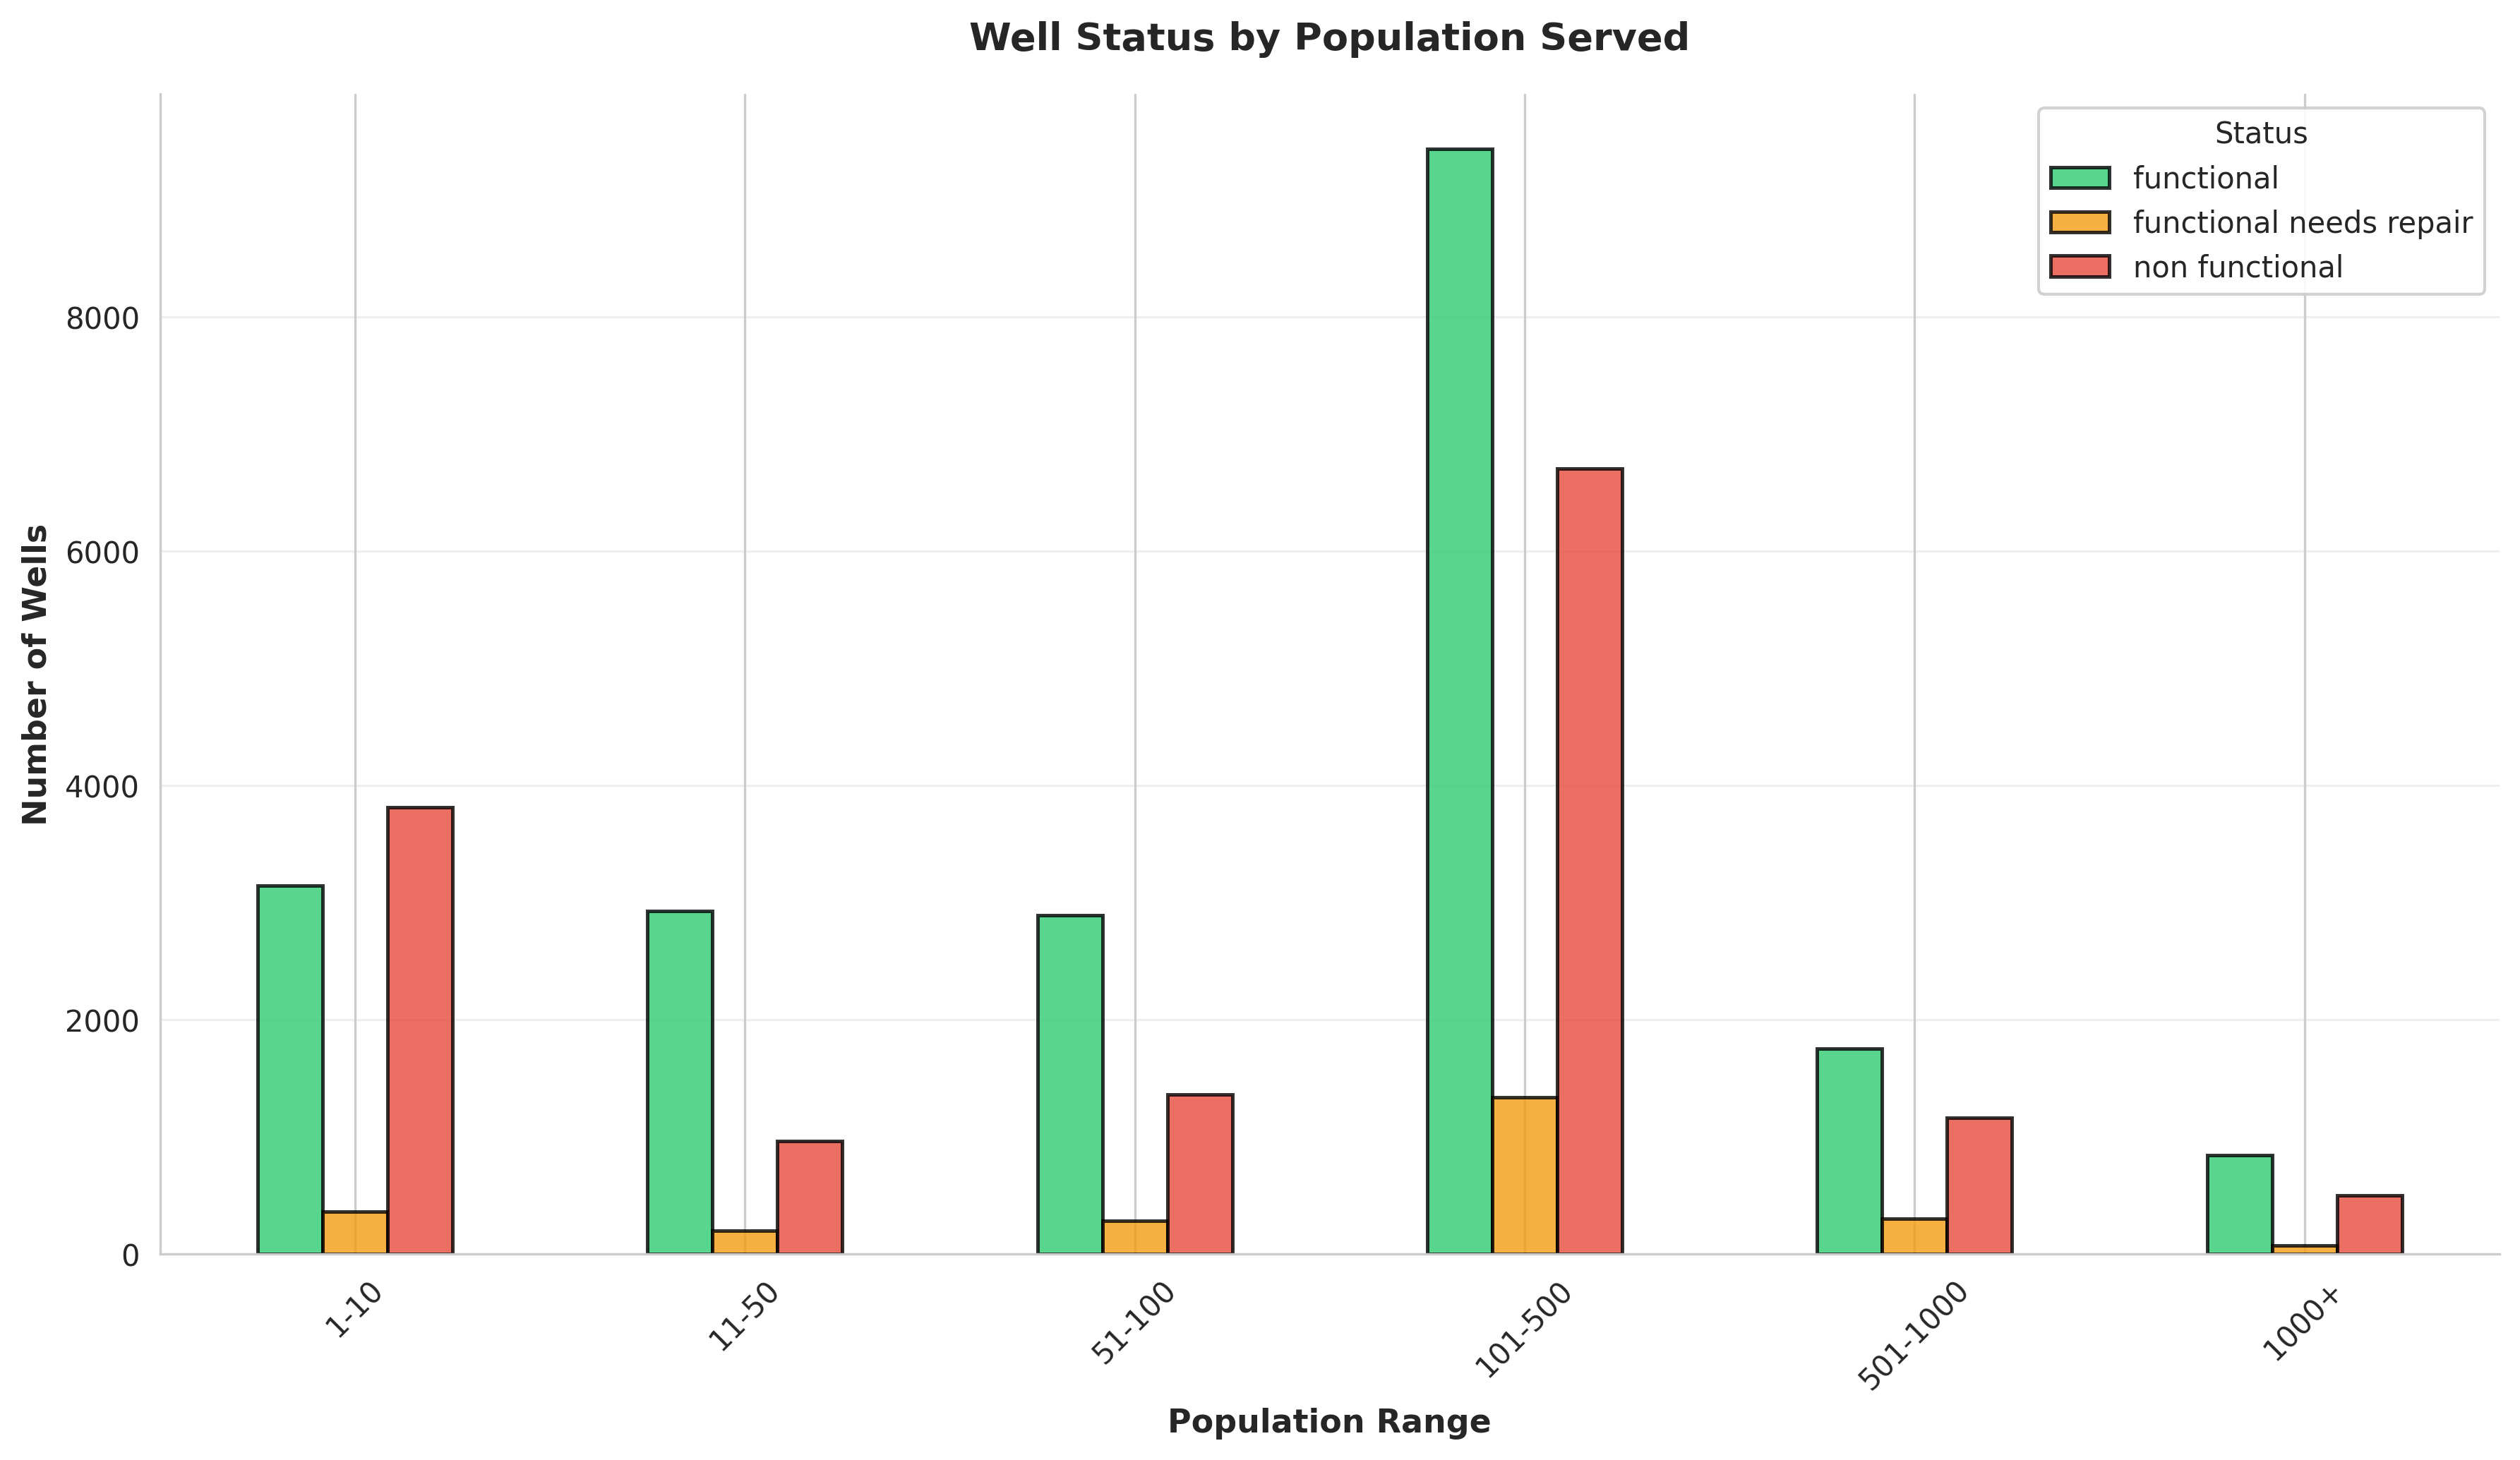 Well Status by Population Served
Status
functional
functional needs repair
non functional
Number of Wells
8000
6000
4000
2000
0
1-10
11-50
51-100
101-500
501-1000
1000+
Population Range